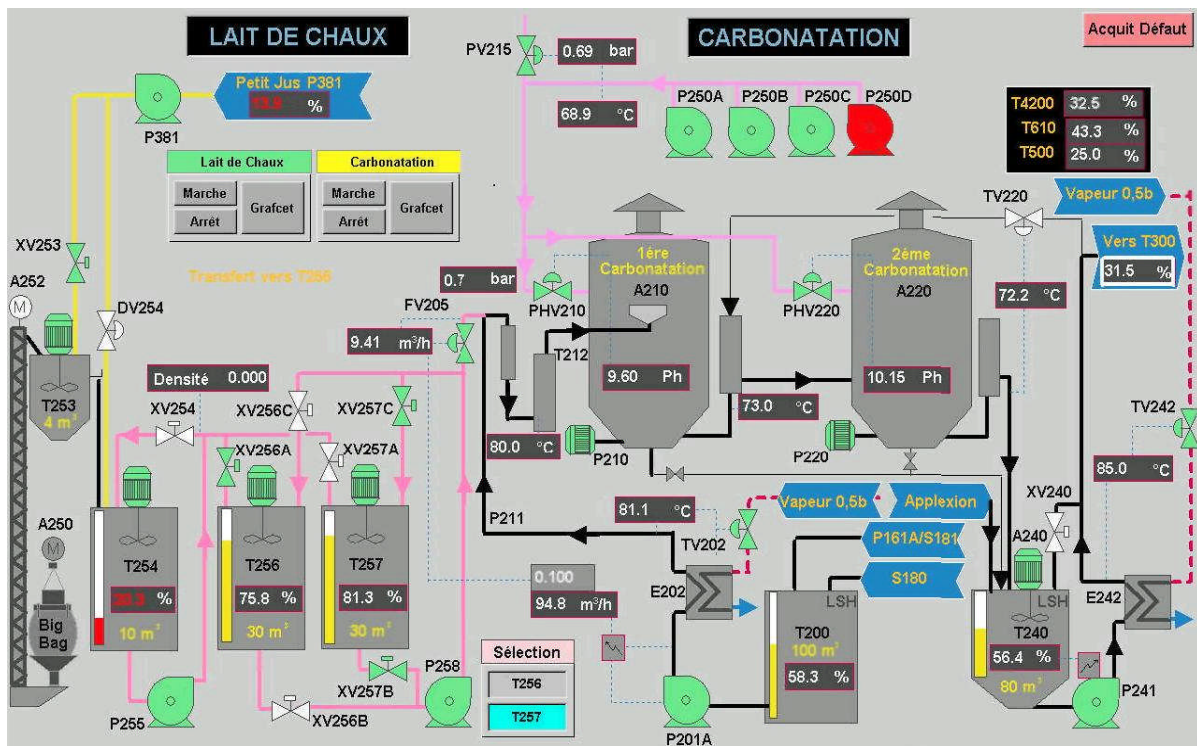 LAIT DE CHAUX
CARBONATATION
Acquit Défaut
PV215
0.69 bar
68.9 °C
Petit Jus P381
%
P381
P250A
P250B
P250C
P250D
T4200 32.5 %
T610 43.3 %
T500 25.0 %
Lait de Chaux
Marche
Arrêt
Grafcet
Carbonatation
Marche
Arrêt
Grafcet
TV220
Vapeur 0,5b
Vers T300
31.5 %
XV253
A252
M
Transfert vers T256
0.7 bar
1ére
Carbonatation
A210
2éme
Carbonatation
A220
72.2 °C
DV254
FV205
PHV210
PHV220
9.41 m³/h
T212
T253
4 m³
Densité 0.000
XV254
XV256C
XV257C
9.60 Ph
10.15 Ph
73.0 °C
TV242
XV256A
XV257A
80.0 °C
P210
P220
85.0 °C
A250
M
Big
Bag
P211
81.1 °C
TV202
Vapeur 0,5b
Applexion
XV240
A240
P161A/S181
S180
T254
%
10 m³
T256
75.8 %
30 m³
T257
81.3 %
30 m³
0.100
94.8 m³/h
E202
LSH
T200
100 m³
58.3 %
LSH
T240
56.4 %
80 m³
E242
P241
P255
XV256B
XV257B
P258
Sélection
T256
T257
P201A